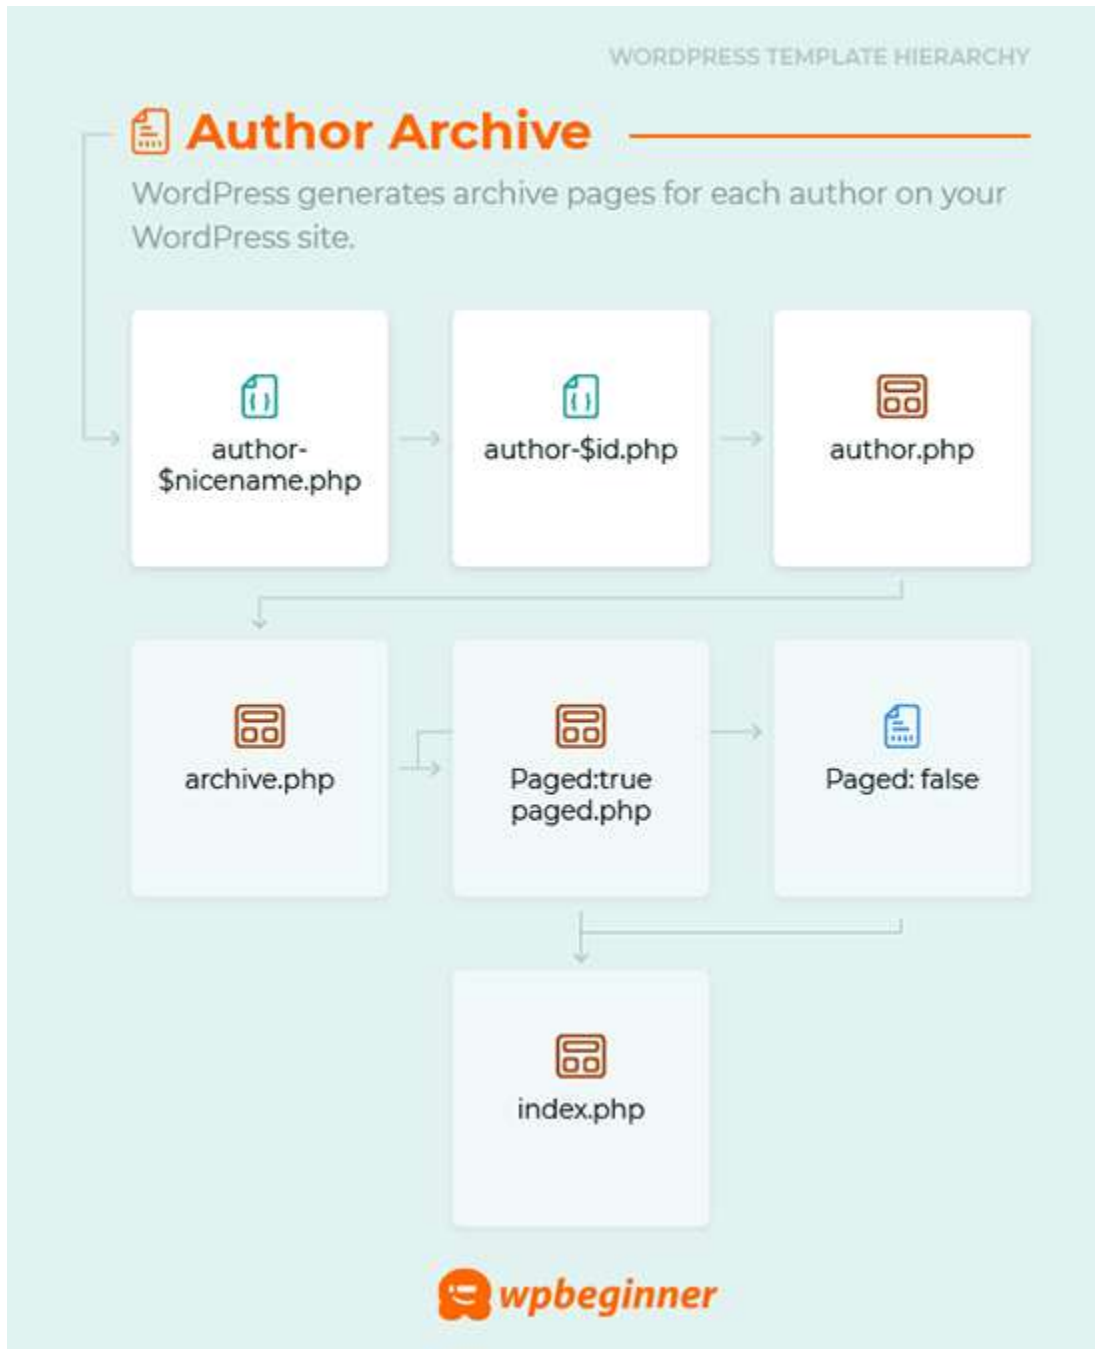 WORDPRESS TEMPLATE HIERARCHY
Author Archive
WordPress generates archive pages for each author on your
WordPress site.
author-
$nicename.php
author-$id.php
author.php
archive.php
Paged:true
paged.php
Paged: false
index.php
wpbeginner